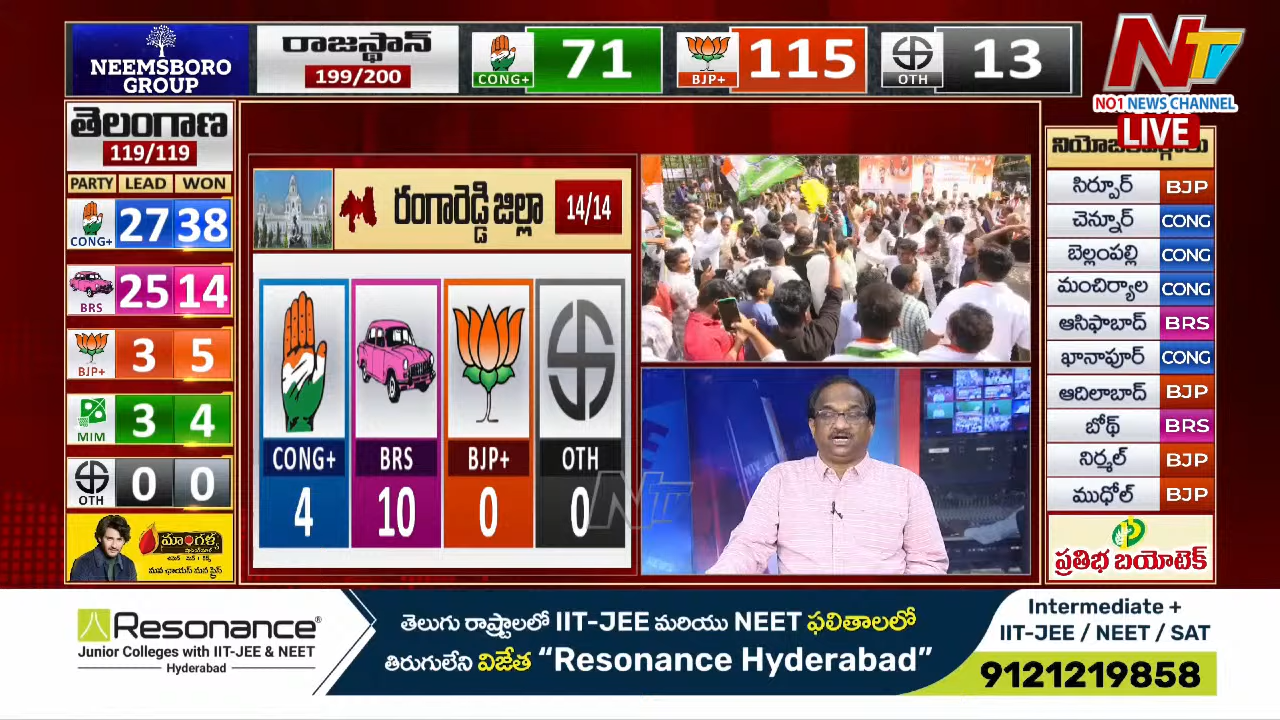 NEEMSBORO
GROUP
రాజస్థాన్
199/200
CONG+
71
BJP+
115
OTH
13
NTV
NO1 NEWS CHANNEL
LIVE
తెలంగాణ
119/119
PARTY LEAD WON
CONG+ 27 38
BRS 25 14
BJP+ 3 5
MIM 3 4
OTH 0 0
మాంగళ్య
రంగారెడ్డి జిల్లా
14/14
CONG+ BRS BJP+ OTH
4 10 0 0
NTV
సిర్పూర్ BJP
చెన్నూర్ CONG
బెల్లంపల్లి CONG
మంచిర్యాల CONG
ఆసిఫాబాద్ BRS
ఖానాపూర్ CONG
ఆదిలాబాద్ BJP
బోథ్ BRS
నిర్మల్ BJP
ముధోల్ BJP
ప్రతిభ బయోటెక్
Resonance®
Junior Colleges with IIT-JEE & NEET
Hyderabad
తెలుగు రాష్ట్రాలలో IIT-JEE మరియు NEET ఫలితాలలో
తిరుగులేని విజేత “Resonance Hyderabad”
Intermediate +
IIT-JEE / NEET / SAT
9121219858